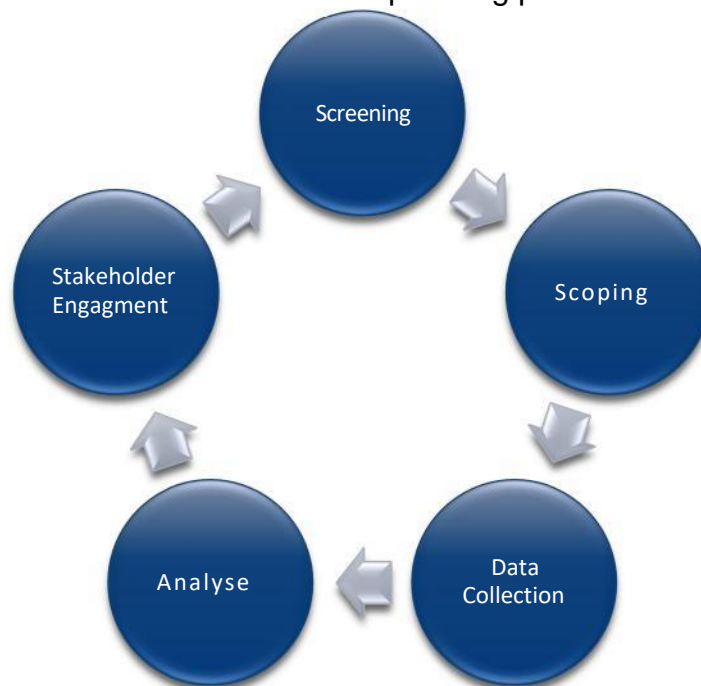 Screening
Scoping
Data
Collection
Analyse
Stakeholder
Engagment